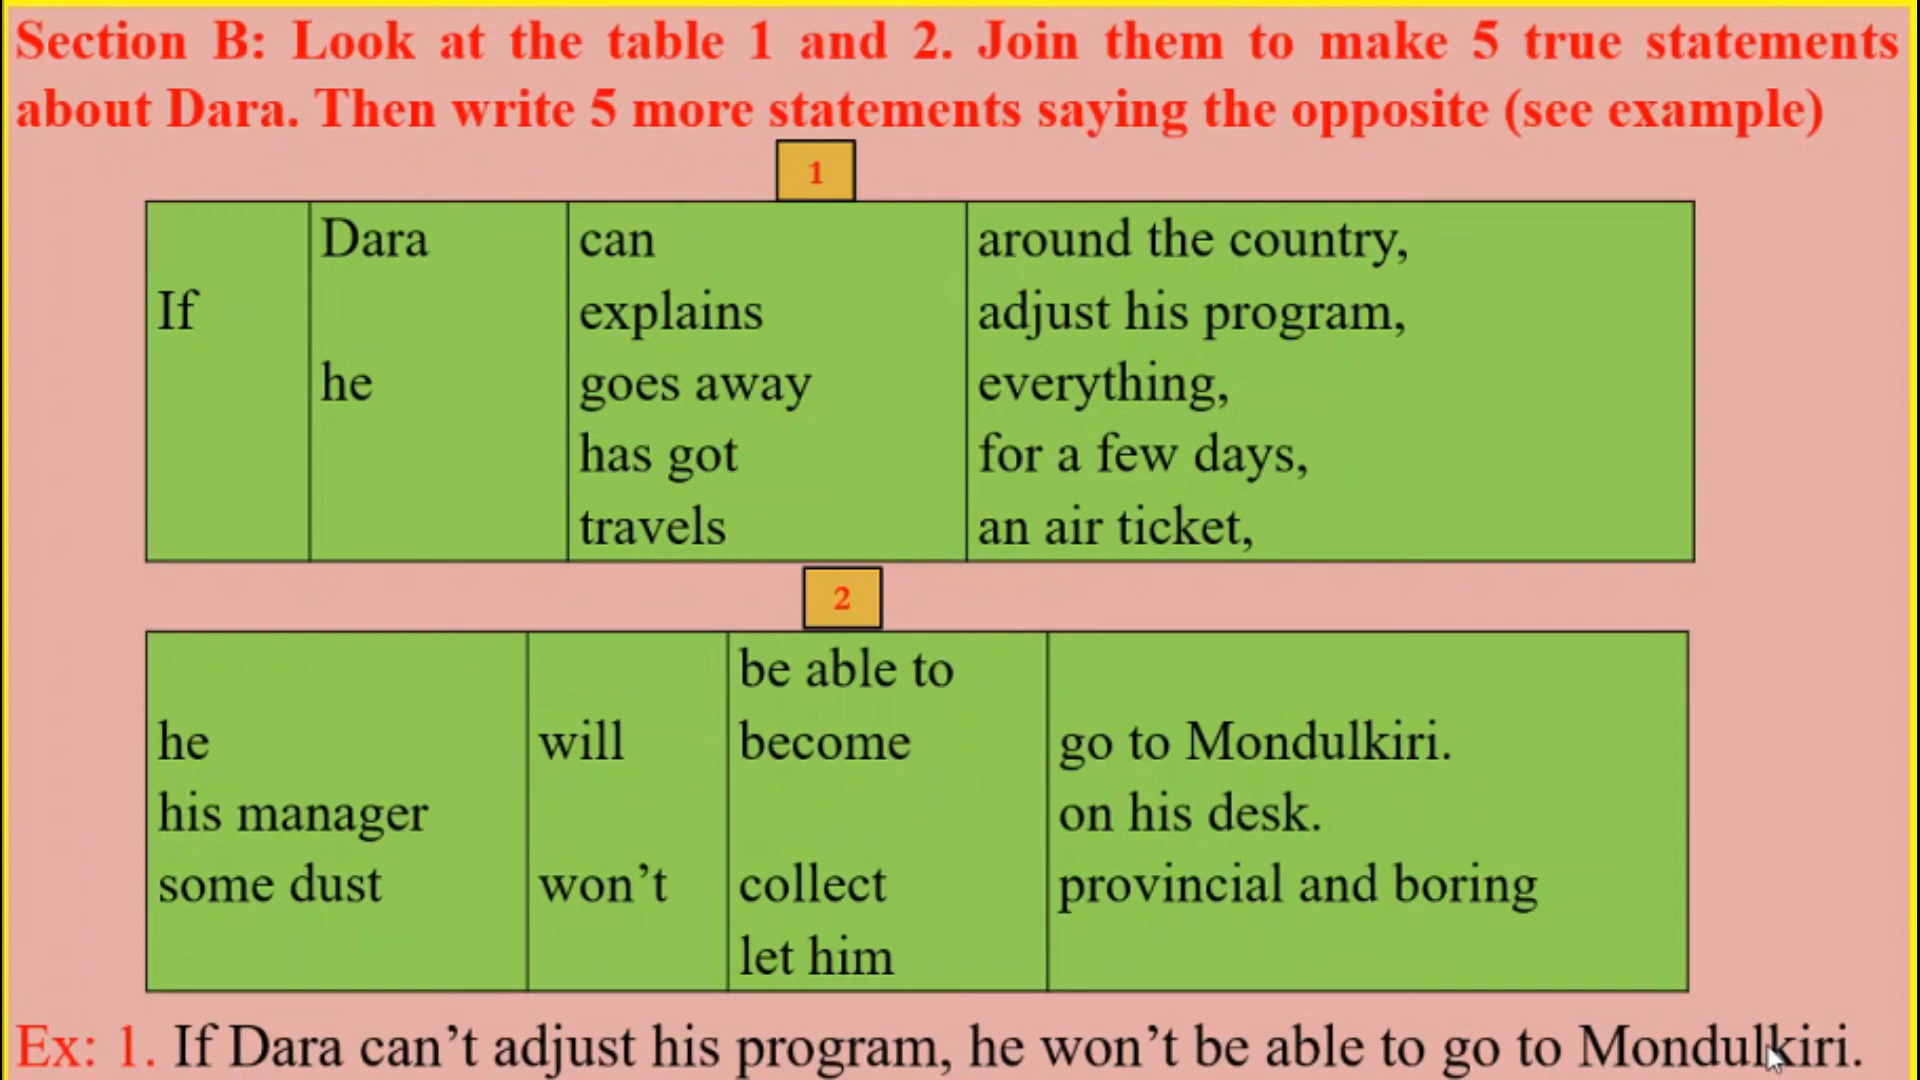 Section B: Look at the table 1 and 2. Join them to make 5 true statements
about Dara. Then write 5 more statements saying the opposite (see example)
1
If
Dara
he
can
explains
goes away
has got
travels
around the country,
adjust his program,
everything,
for a few days,
an air ticket,
2
he
his manager
some dust
will
won’t
be able to
become
collect
let him
go to Mondulkiri.
on his desk.
provincial and boring
Ex: 1. If Dara can’t adjust his program, he won’t be able to go to Mondulkiri.